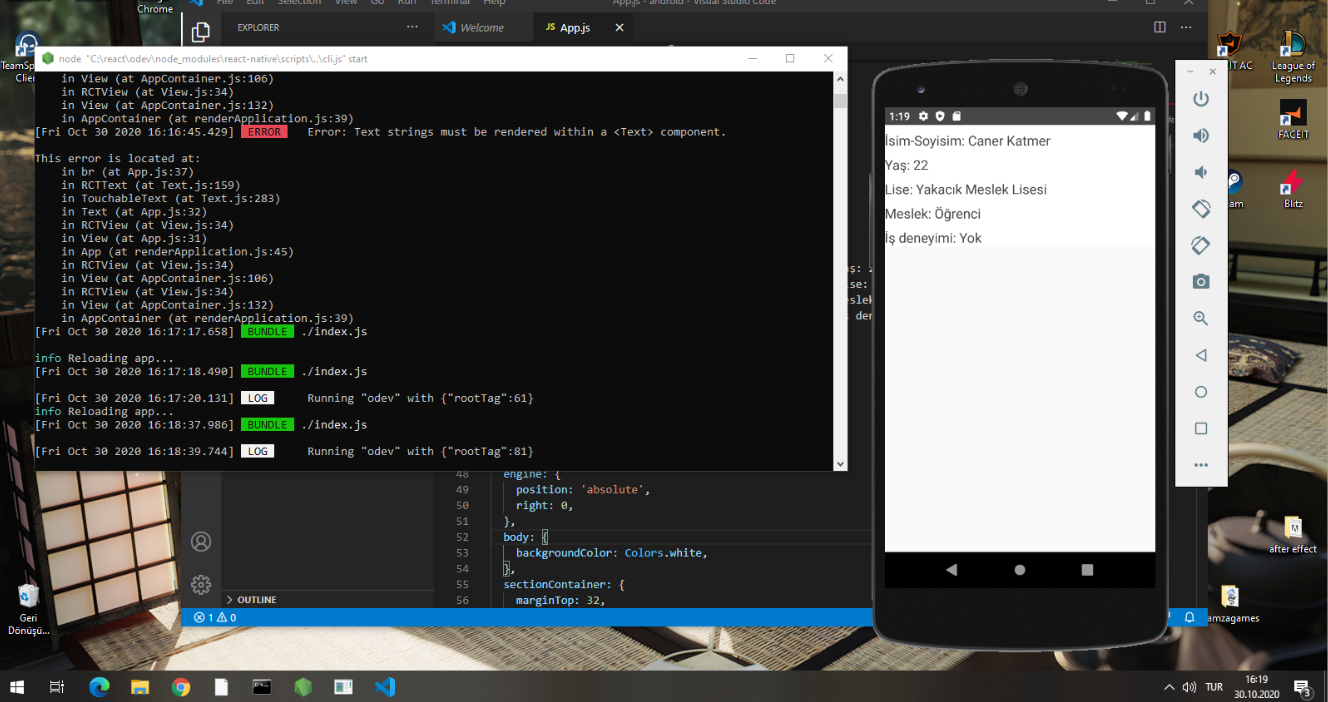 Chrome
File Edit Selection View Go Run Terminal Help
App.js - android - Visual Studio Code
EXPLORER
Welcome
JS App.js
node "C:\react\odev\node_modules\react-native\scripts\..\cli.js" start
in View (at AppContainer.js:106)
in RCTView (at View.js:34)
in View (at AppContainer.js:132)
in AppContainer (at renderApplication.js:39)
[Fri Oct 30 2020 16:16:45.429] ERROR Error: Text strings must be rendered within a <Text> component.
This error is located at:
in br (at App.js:37)
in RCTText (at Text.js:159)
in TouchableText (at Text.js:283)
in Text (at App.js:32)
in RCTView (at View.js:34)
in View (at App.js:31)
in App (at renderApplication.js:45)
in RCTView (at View.js:34)
in View (at AppContainer.js:106)
in RCTView (at View.js:34)
in View (at AppContainer.js:132)
in AppContainer (at renderApplication.js:39)
[Fri Oct 30 2020 16:17:17.658] BUNDLE ./index.js
info Reloading app...
[Fri Oct 30 2020 16:17:18.490] BUNDLE ./index.js
[Fri Oct 30 2020 16:17:20.131] LOG Running "odev" with {"rootTag":61}
info Reloading app...
[Fri Oct 30 2020 16:18:37.986] BUNDLE ./index.js
[Fri Oct 30 2020 16:18:39.744] LOG Running "odev" with {"rootTag":81}
48 engine: {
49 position: 'absolute',
50 right: 0,
51 },
52 body: {
53 backgroundColor: Colors.white,
54 },
55 sectionContainer: {
56 marginTop: 32,
OUTLINE
1 0
1:19
İsim-Soyisim: Caner Katmer
Yaş: 22
Lise: Yakacık Meslek Lisesi
Meslek: Öğrenci
İş deneyimi: Yok
TeamSp
Clien
Geri
Dönüşü...
IT AC
League of
Legends
FACEIT
am
Blitz
after effect
amzagames
TUR
16:19
30.10.2020
3